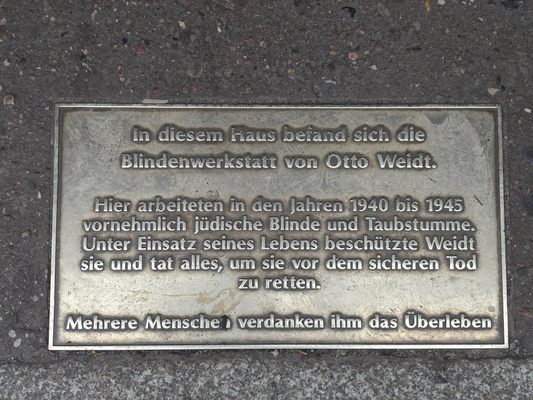 In diesem Haus befand sich die
Blindenwerkstatt von Otto Weidt.
Hier arbeiteten in den Jahren 1940 bis 1945
vornehmlich jüdische Blinde und Taubstumme.
Unter Einsatz seines Lebens beschützte Weidt
sie und tat alles, um sie vor dem sicheren Tod
zu retten.
Mehrere Menschen verdanken ihm das Überleben